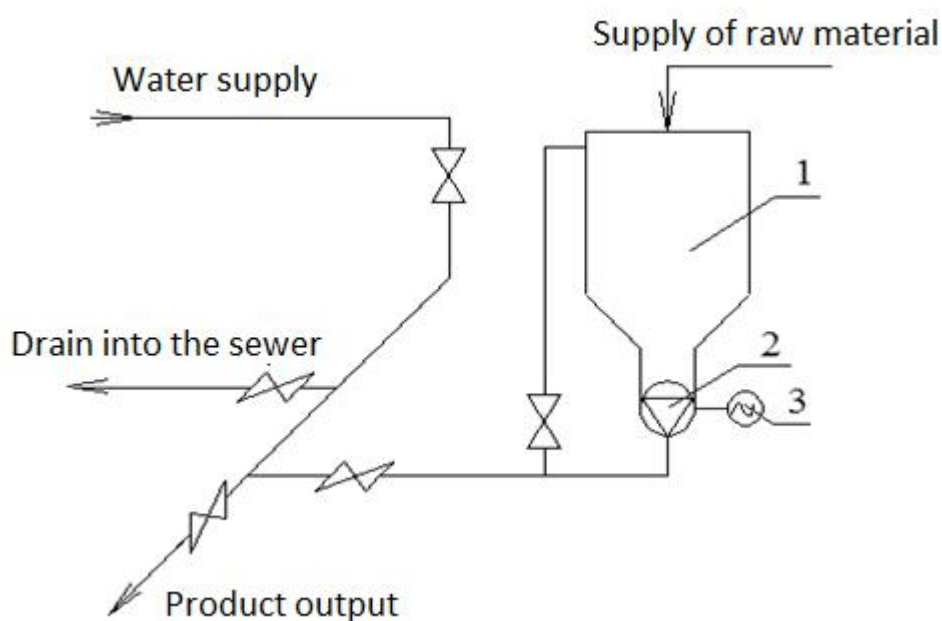 Supply of raw material
Water supply
1
Drain into the sewer
2
3
Product output